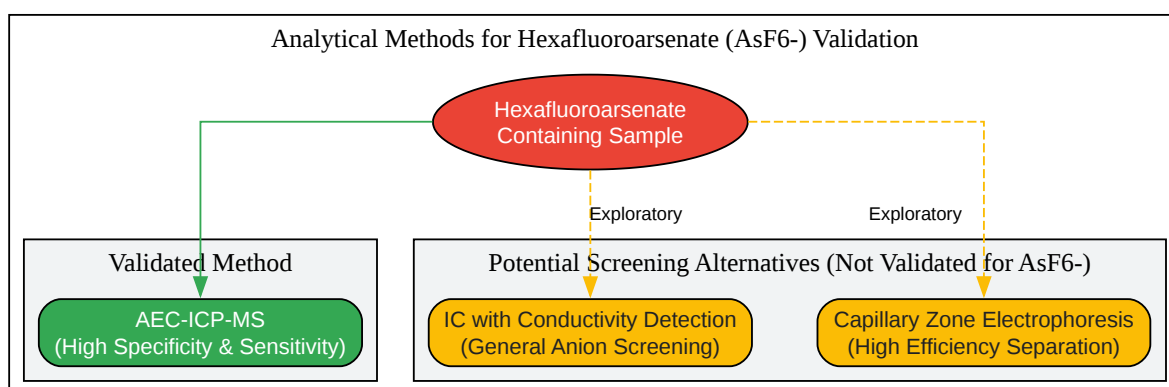 Analytical Methods for Hexafluoroarsenate (AsF6-) Validation
Hexafluoroarsenate
Containing Sample
Exploratory
Exploratory
Validated Method
Potential Screening Alternatives (Not Validated for AsF6-)
AEC-ICP-MS
(High Specificity & Sensitivity)
IC with Conductivity Detection
(General Anion Screening)
Capillary Zone Electrophoresis
(High Efficiency Separation)